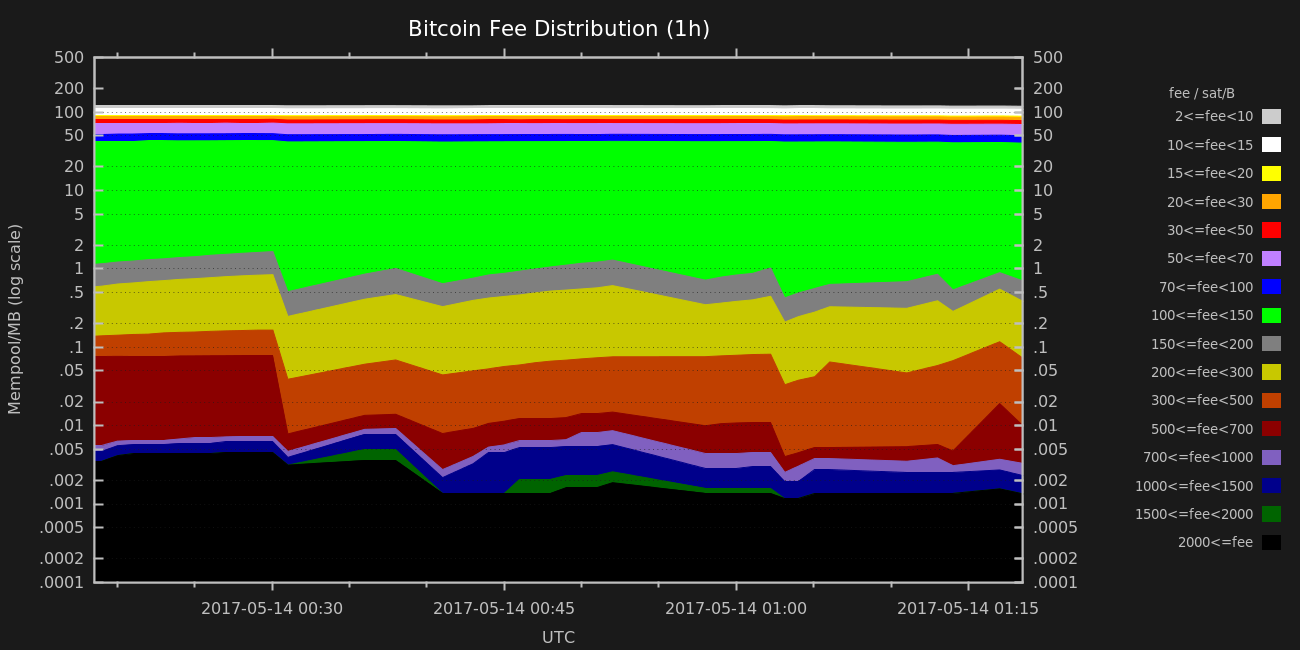 Bitcoin Fee Distribution (1h)
Mempool/MB (log scale)
500
200
100
50
20
10
5
2
1
.5
.2
.1
.05
.02
.01
.005
.002
.001
.0005
.0002
.0001
500
200
100
50
20
10
5
2
1
.5
.2
.1
.05
.02
.01
.005
.002
.001
.0005
.0002
.0001
2017-05-14 00:30 2017-05-14 00:45 2017-05-14 01:00 2017-05-14 01:15
UTC
fee / sat/B
2<=fee<10
10<=fee<15
15<=fee<20
20<=fee<30
30<=fee<50
50<=fee<70
70<=fee<100
100<=fee<150
150<=fee<200
200<=fee<300
300<=fee<500
500<=fee<700
700<=fee<1000
1000<=fee<1500
1500<=fee<2000
2000<=fee